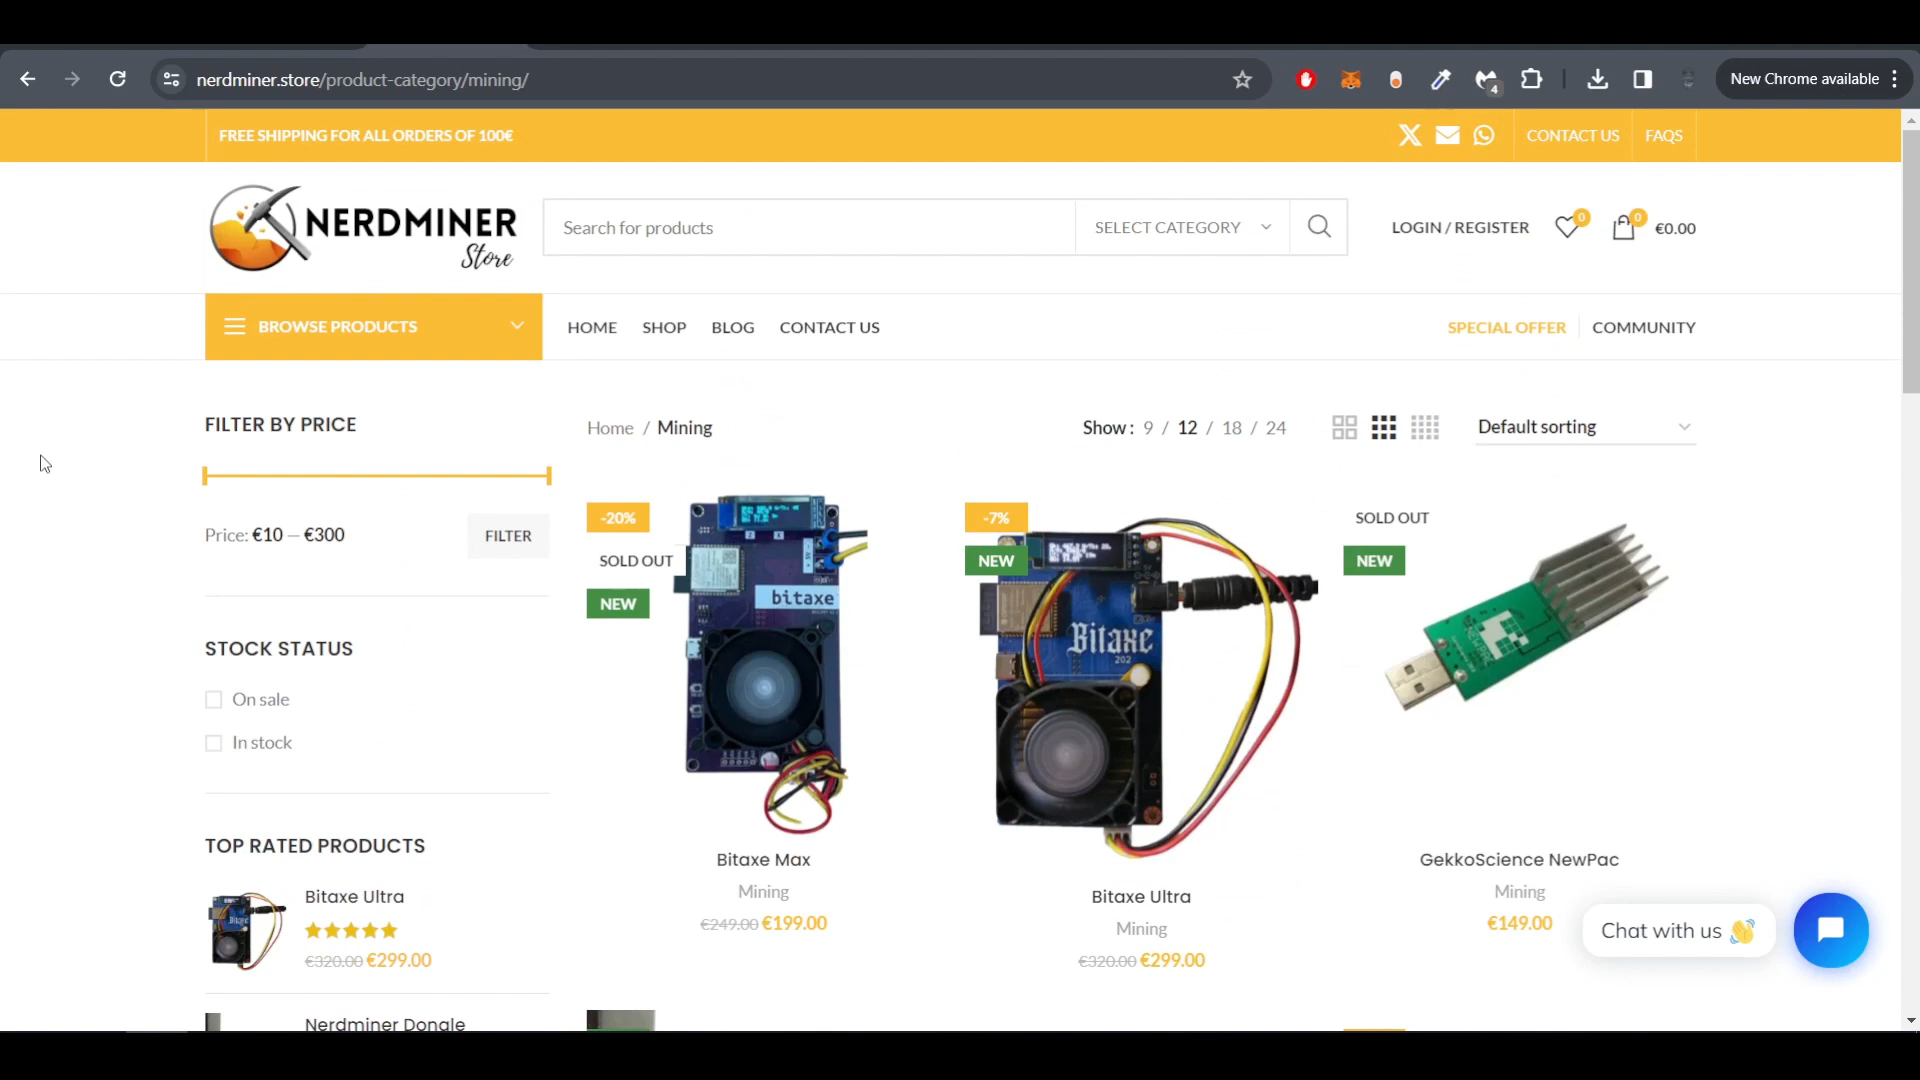 nerdminer.store/product-category/mining/
4
New Chrome available
FREE SHIPPING FOR ALL ORDERS OF 100€
CONTACT US
FAQS
NERDMINER
Store
Search for products
SELECT CATEGORY
LOGIN / REGISTER
0
0
€0.00
BROWSE PRODUCTS
HOME
SHOP
BLOG
CONTACT US
SPECIAL OFFER
COMMUNITY
FILTER BY PRICE
Price: €10 — €300
FILTER
STOCK STATUS
On sale
In stock
TOP RATED PRODUCTS
Bitaxe Ultra
€320.00 €299.00
Nerdminer Dongle
Home / Mining
Show : 9 / 12 / 18 / 24
Default sorting
-20%
SOLD OUT
NEW
bitaxe
Bitaxe Max
Mining
€249.00 €199.00
-7%
NEW
Bitaxe
202
Bitaxe Ultra
Mining
€320.00 €299.00
SOLD OUT
NEW
GekkoScience NewPac
Mining
€149.00
Chat with us 👋